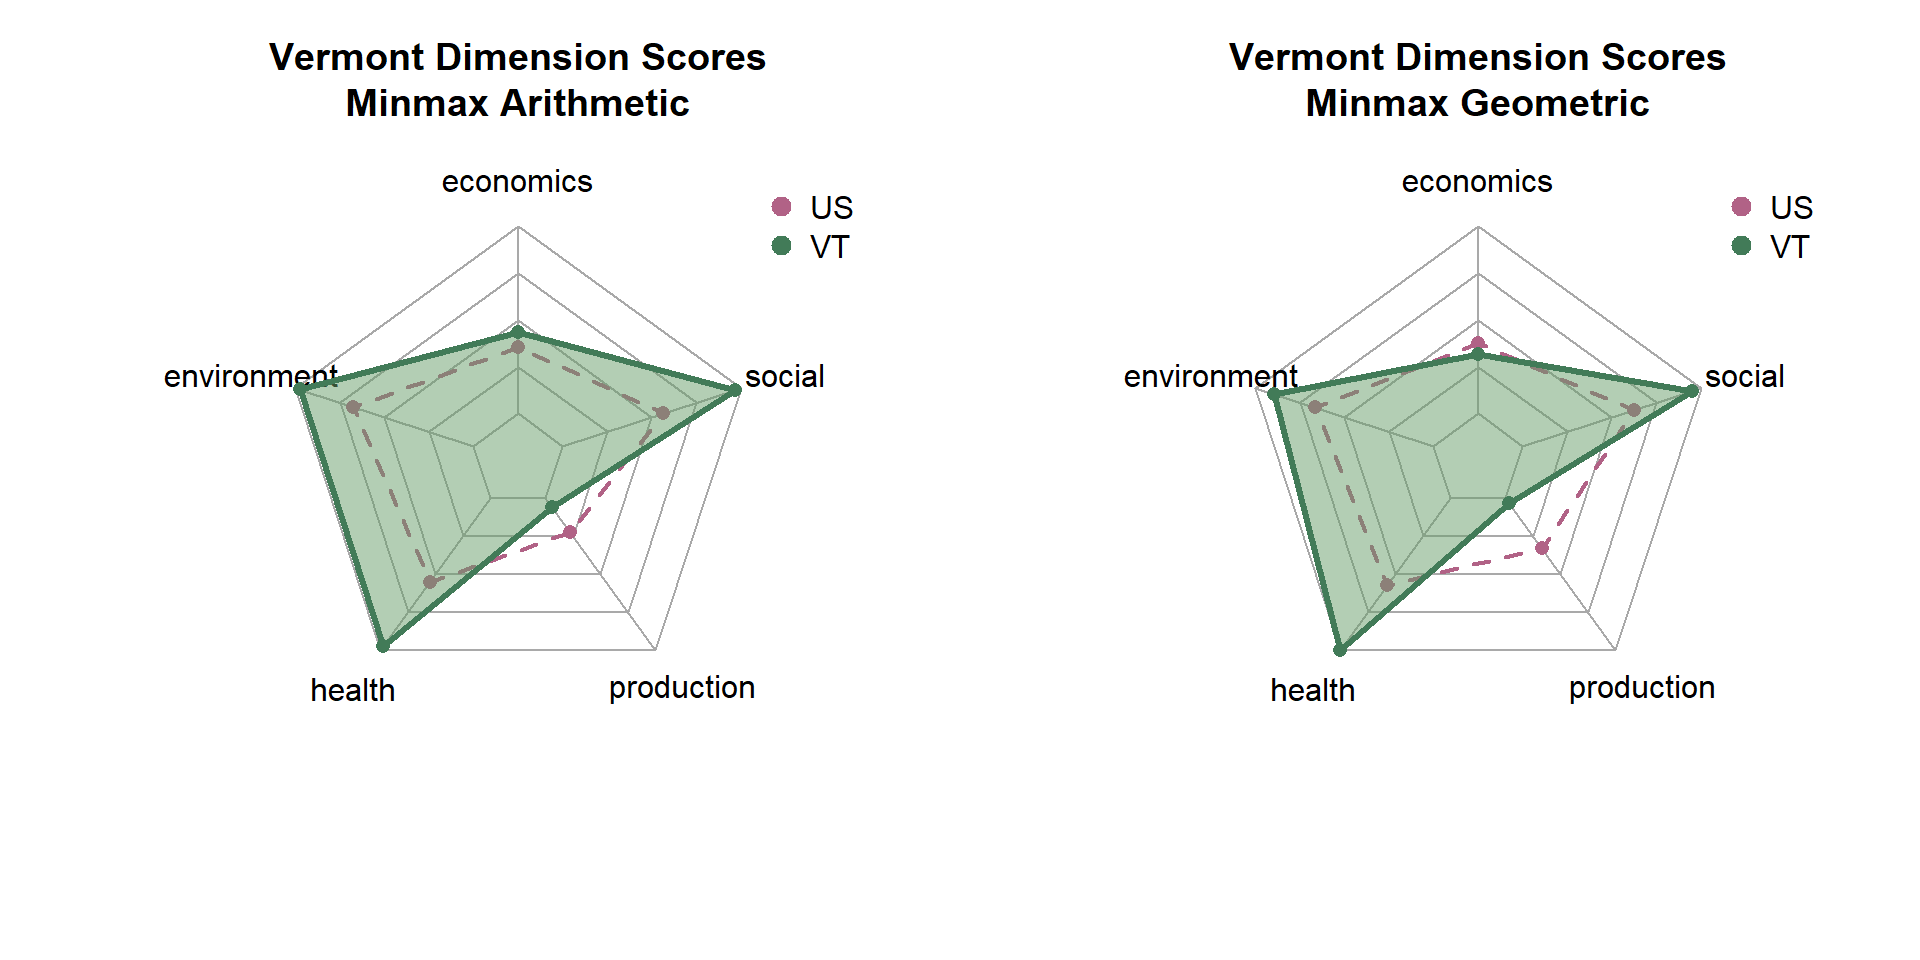 Vermont Dimension Scores
Minmax Arithmetic
economics
US
VT
environment
social
health
production
Vermont Dimension Scores
Minmax Geometric
economics
US
VT
environment
social
health
production